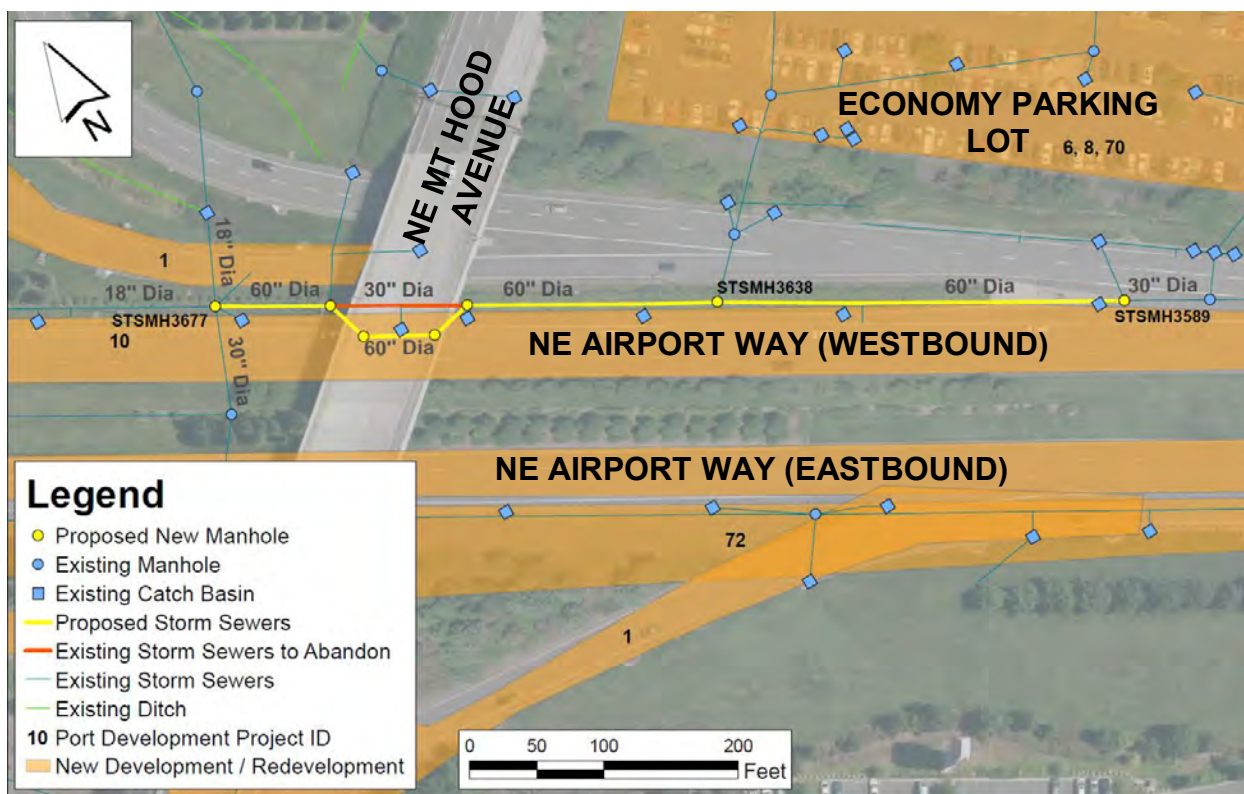 N
NE MT HOOD
AVENUE
ECONOMY PARKING
LOT
6, 8, 70
18" Dia
1
18" Dia
60" Dia
30" Dia
60" Dia
STSMH3638
60" Dia
30" Dia
STSMH3677
STSMH3589
10
30" Dia
60" Dia
NE AIRPORT WAY (WESTBOUND)
NE AIRPORT WAY (EASTBOUND)
72
1
Legend
Proposed New Manhole
Existing Manhole
Existing Catch Basin
Proposed Storm Sewers
Existing Storm Sewers to Abandon
Existing Storm Sewers
Existing Ditch
10 Port Development Project ID
New Development / Redevelopment
0 50 100 200
Feet